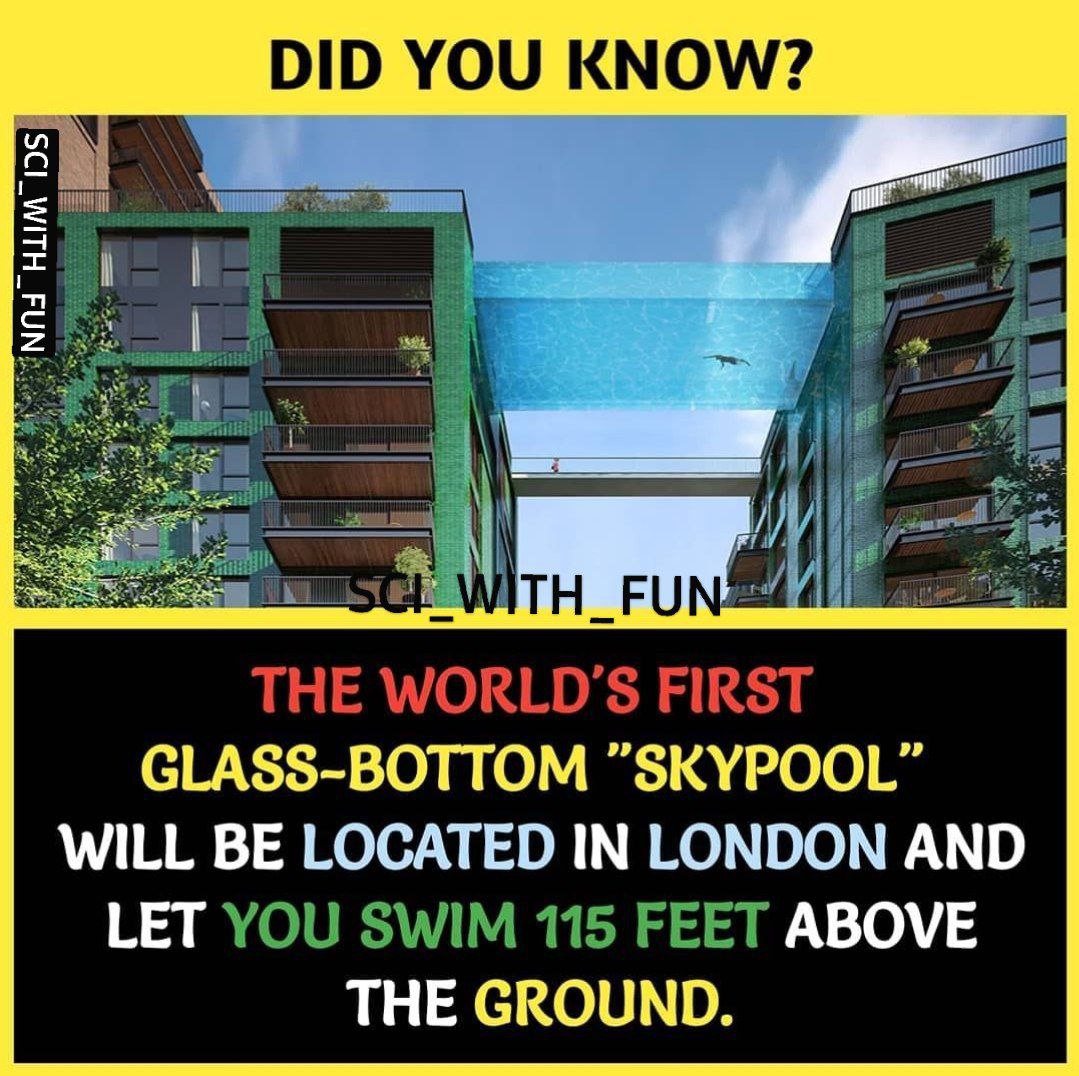 DID YOU KNOW?
SCI_WITH_FUN
SCI_WITH_FUN
THE WORLD'S FIRST
GLASS-BOTTOM "SKYPOOL"
WILL BE LOCATED IN LONDON AND
LET YOU SWIM 115 FEET ABOVE
THE GROUND.